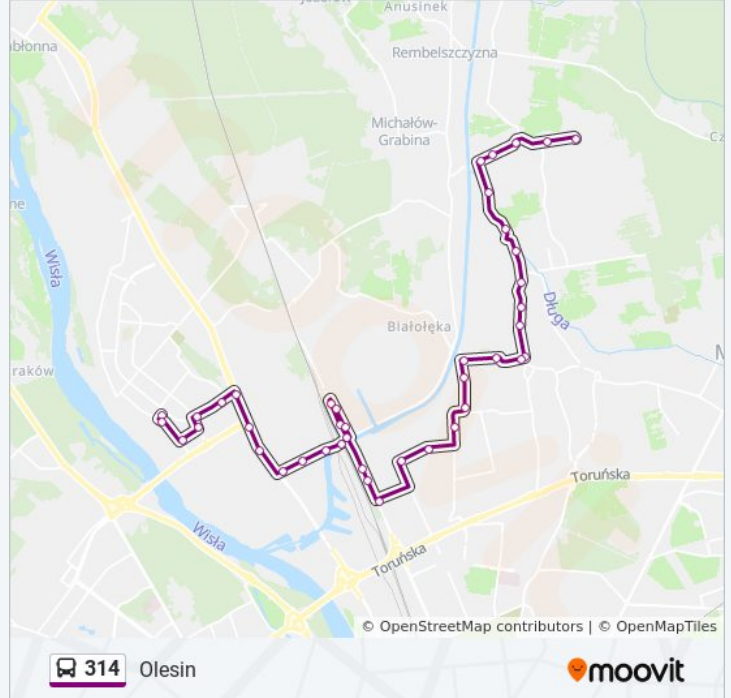 Anusinek
Rembelszczyzna
Michałów-
Grabina
Wisła
Długa
Białołęka
Toruńska
Wisła
Toruńska
© OpenStreetMap contributors | © OpenMapTiles
314 Olesin
moovit